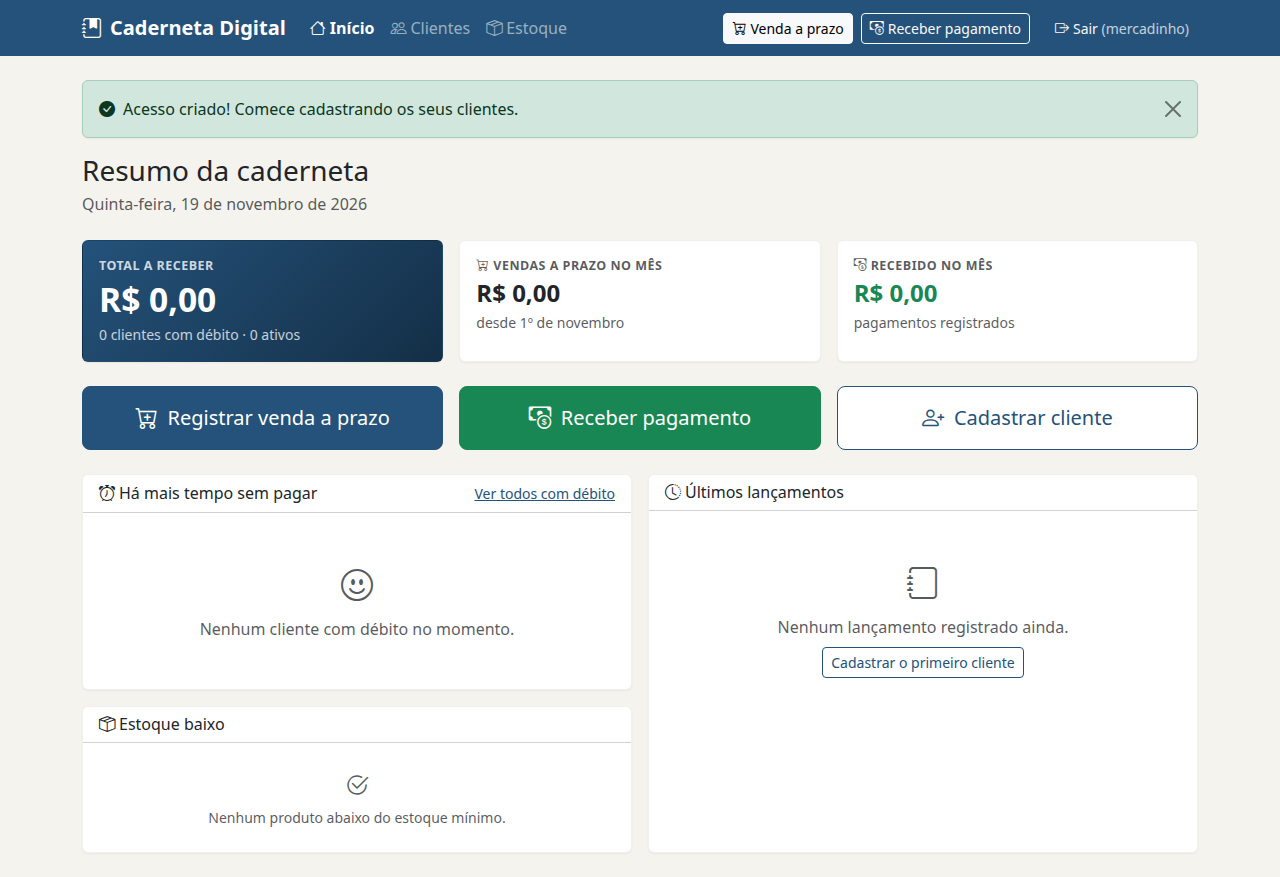 Caderneta Digital
Início
Clientes
Estoque
Venda a prazo
Receber pagamento
Sair (mercadinho)
Acesso criado! Comece cadastrando os seus clientes.
Resumo da caderneta
Quinta-feira, 19 de novembro de 2026
TOTAL A RECEBER
R$ 0,00
0 clientes com débito · 0 ativos
VENDAS A PRAZO NO MÊS
R$ 0,00
desde 1º de novembro
RECEBIDO NO MÊS
R$ 0,00
pagamentos registrados
Registrar venda a prazo
Receber pagamento
Cadastrar cliente
Há mais tempo sem pagar
Ver todos com débito
Nenhum cliente com débito no momento.
Últimos lançamentos
Nenhum lançamento registrado ainda.
Cadastrar o primeiro cliente
Estoque baixo
Nenhum produto abaixo do estoque mínimo.